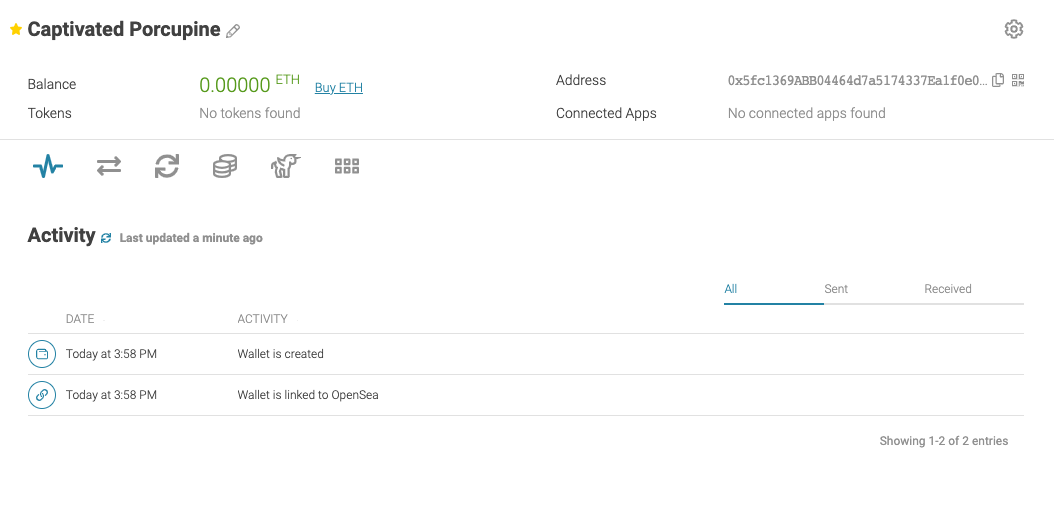 Captivated Porcupine
Balance 0.00000 ETH Buy ETH
Address 0x5fc1369ABB04464d7a5174337Ea1f0e0...
Tokens No tokens found
Connected Apps No connected apps found
Activity Last updated a minute ago
All Sent Received
DATE ACTIVITY
Today at 3:58 PM Wallet is created
Today at 3:58 PM Wallet is linked to OpenSea
Showing 1-2 of 2 entries